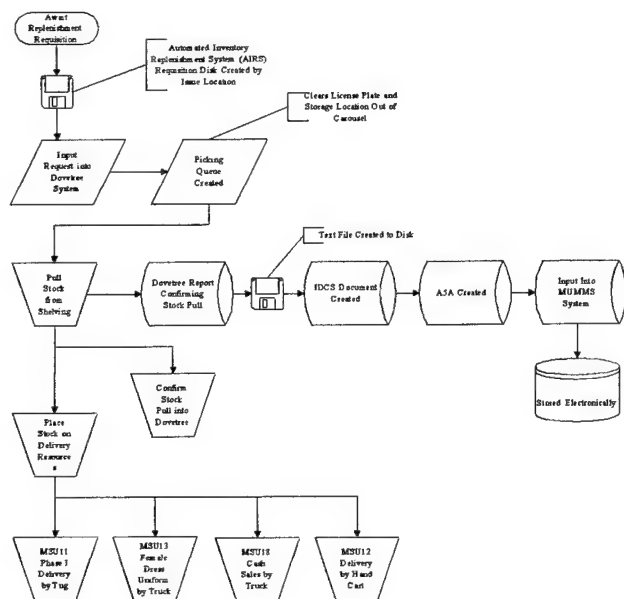 Await
Replenishment
Requisition
Automated Inventory
Replenishment System (AIRS)
Requisition Disk Created by
Issue Location
Clears License Plate and
Storage Location Out of
Carousel
Input
Request into
Dovetree
System
Picking
Queue
Created
Text File Created to Disk
Pull
Stock
from
Shelving
Dovetree Report
Confirming
Stock Pull
IDCS Document
Created
A5A Created
Input Into
MUMMS
System
Confirm
Stock
Pull into
Dovetree
Stored Electronically
Place
Stock on
Delivery
Resource
s
MSU11
Phase I
Delivery
by Tug
MSU13
Female
Dress
Uniform
by Truck
MSU18
Cash
Sales by
Truck
MSU12
Delivery
by Hand
Cart